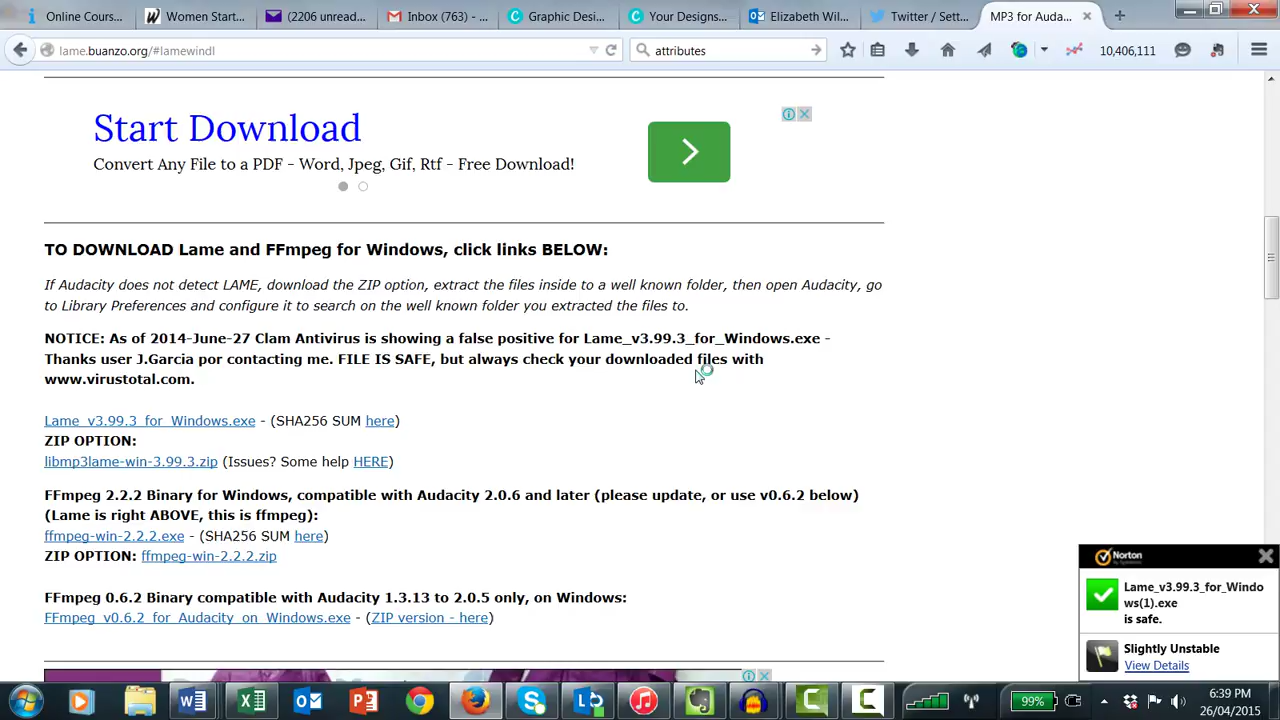 Online Cours...
Women Start...
(2206 unread...
Inbox (763) - ...
Graphic Desi...
Your Designs...
Elizabeth Wil...
Twitter / Sett...
MP3 for Auda...
lame.buanzo.org/#lamewindl
attributes
10,406,111
Start Download
Convert Any File to a PDF - Word, Jpeg, Gif, Rtf - Free Download!
TO DOWNLOAD Lame and FFmpeg for Windows, click links BELOW:
If Audacity does not detect LAME, download the ZIP option, extract the files inside to a well known folder, then open Audacity, go
to Library Preferences and configure it to search on the well known folder you extracted the files to.
NOTICE: As of 2014-June-27 Clam Antivirus is showing a false positive for Lame_v3.99.3_for_Windows.exe -
Thanks user J.Garcia por contacting me. FILE IS SAFE, but always check your downloaded files with
www.virustotal.com.
Lame_v3.99.3_for_Windows.exe - (SHA256 SUM here)
ZIP OPTION:
libmp3lame-win-3.99.3.zip (Issues? Some help HERE)
FFmpeg 2.2.2 Binary for Windows, compatible with Audacity 2.0.6 and later (please update, or use v0.6.2 below)
(Lame is right ABOVE, this is ffmpeg):
ffmpeg-win-2.2.2.exe - (SHA256 SUM here)
ZIP OPTION: ffmpeg-win-2.2.2.zip
FFmpeg 0.6.2 Binary compatible with Audacity 1.3.13 to 2.0.5 only, on Windows:
FFmpeg_v0.6.2_for_Audacity_on_Windows.exe - (ZIP version - here)
Norton
Lame_v3.99.3_for_Windo
ws(1).exe
is safe.
Slightly Unstable
View Details
99%
6:39 PM
26/04/2015